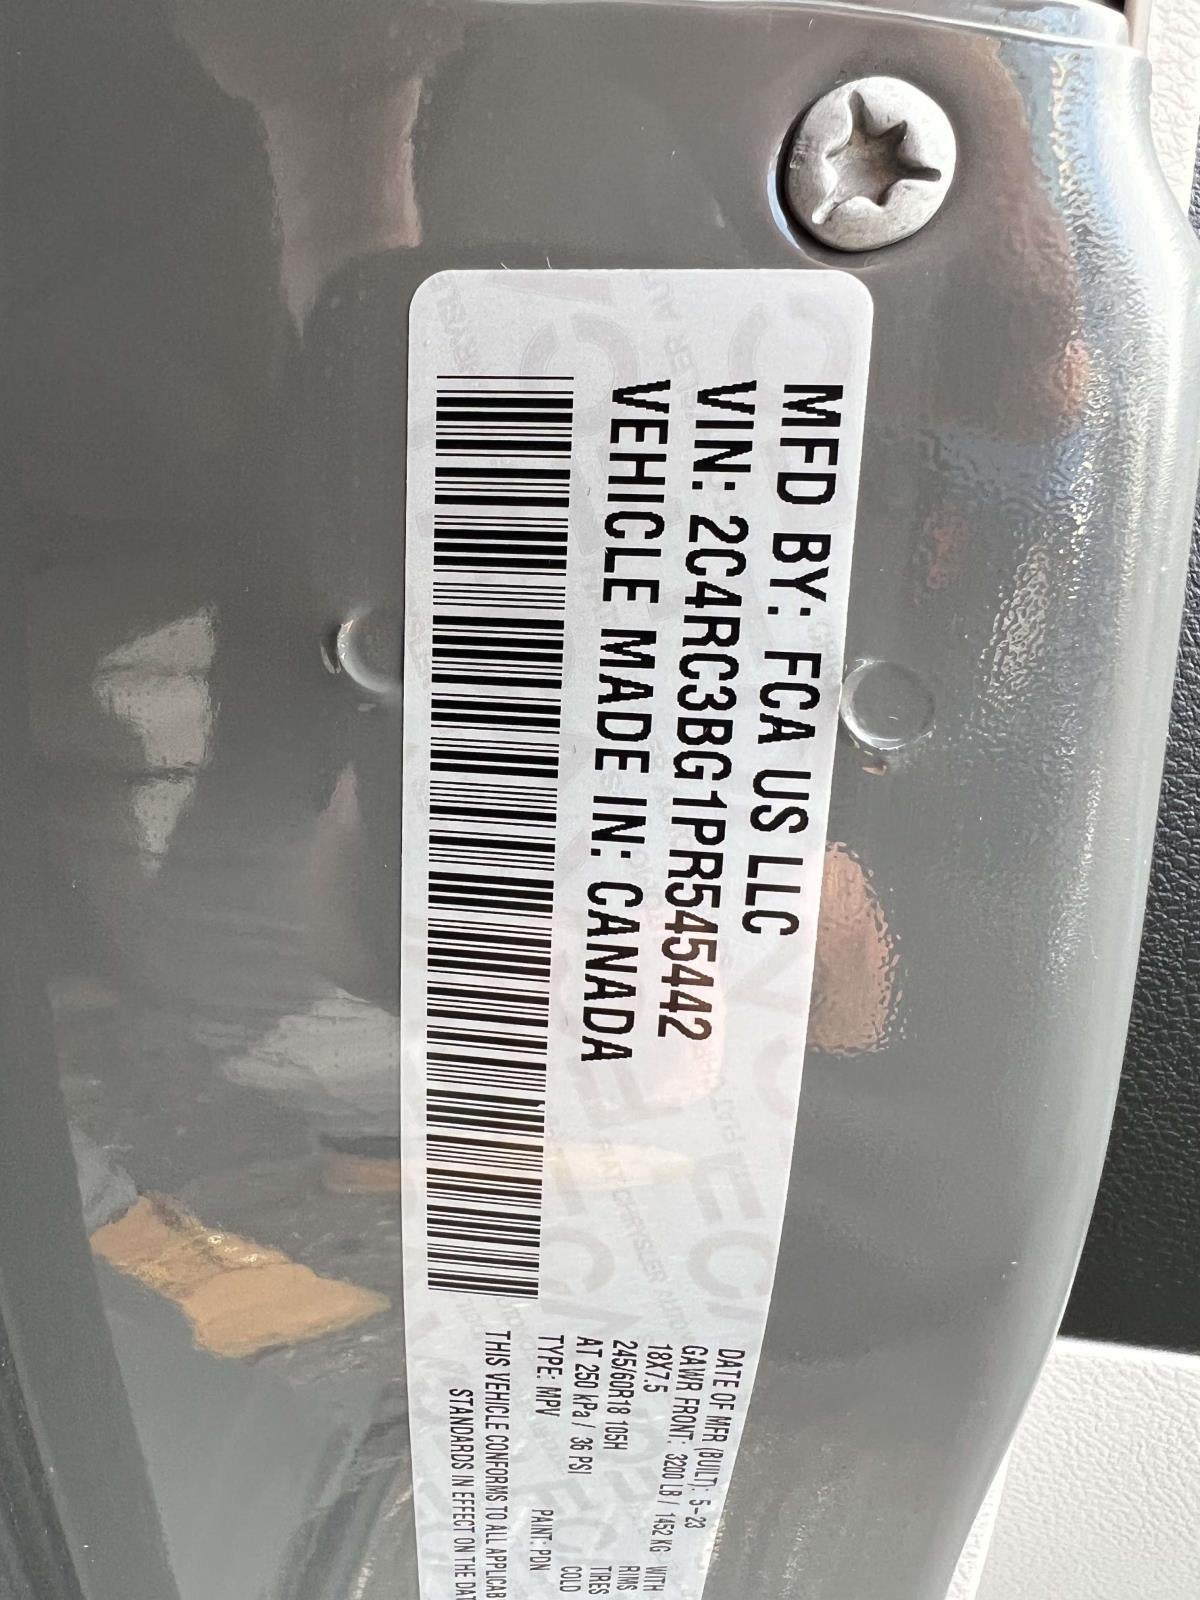 MFD BY: FCA US LLC
VIN: 2C4RC3BG1PR545442
VEHICLE MADE IN: CANADA
DATE OF MFR (BUILT): 5-23
GAWR FRONT: 3200 LB / 1452 KG WITH
18X7.5 RIMS
245/60R18 105H TIRES
AT 250 kPa / 36 PSI COLD
TYPE: MPV PAINT: PDN
THIS VEHICLE CONFORMS TO ALL APPLICAB
STANDARDS IN EFFECT ON THE DAT